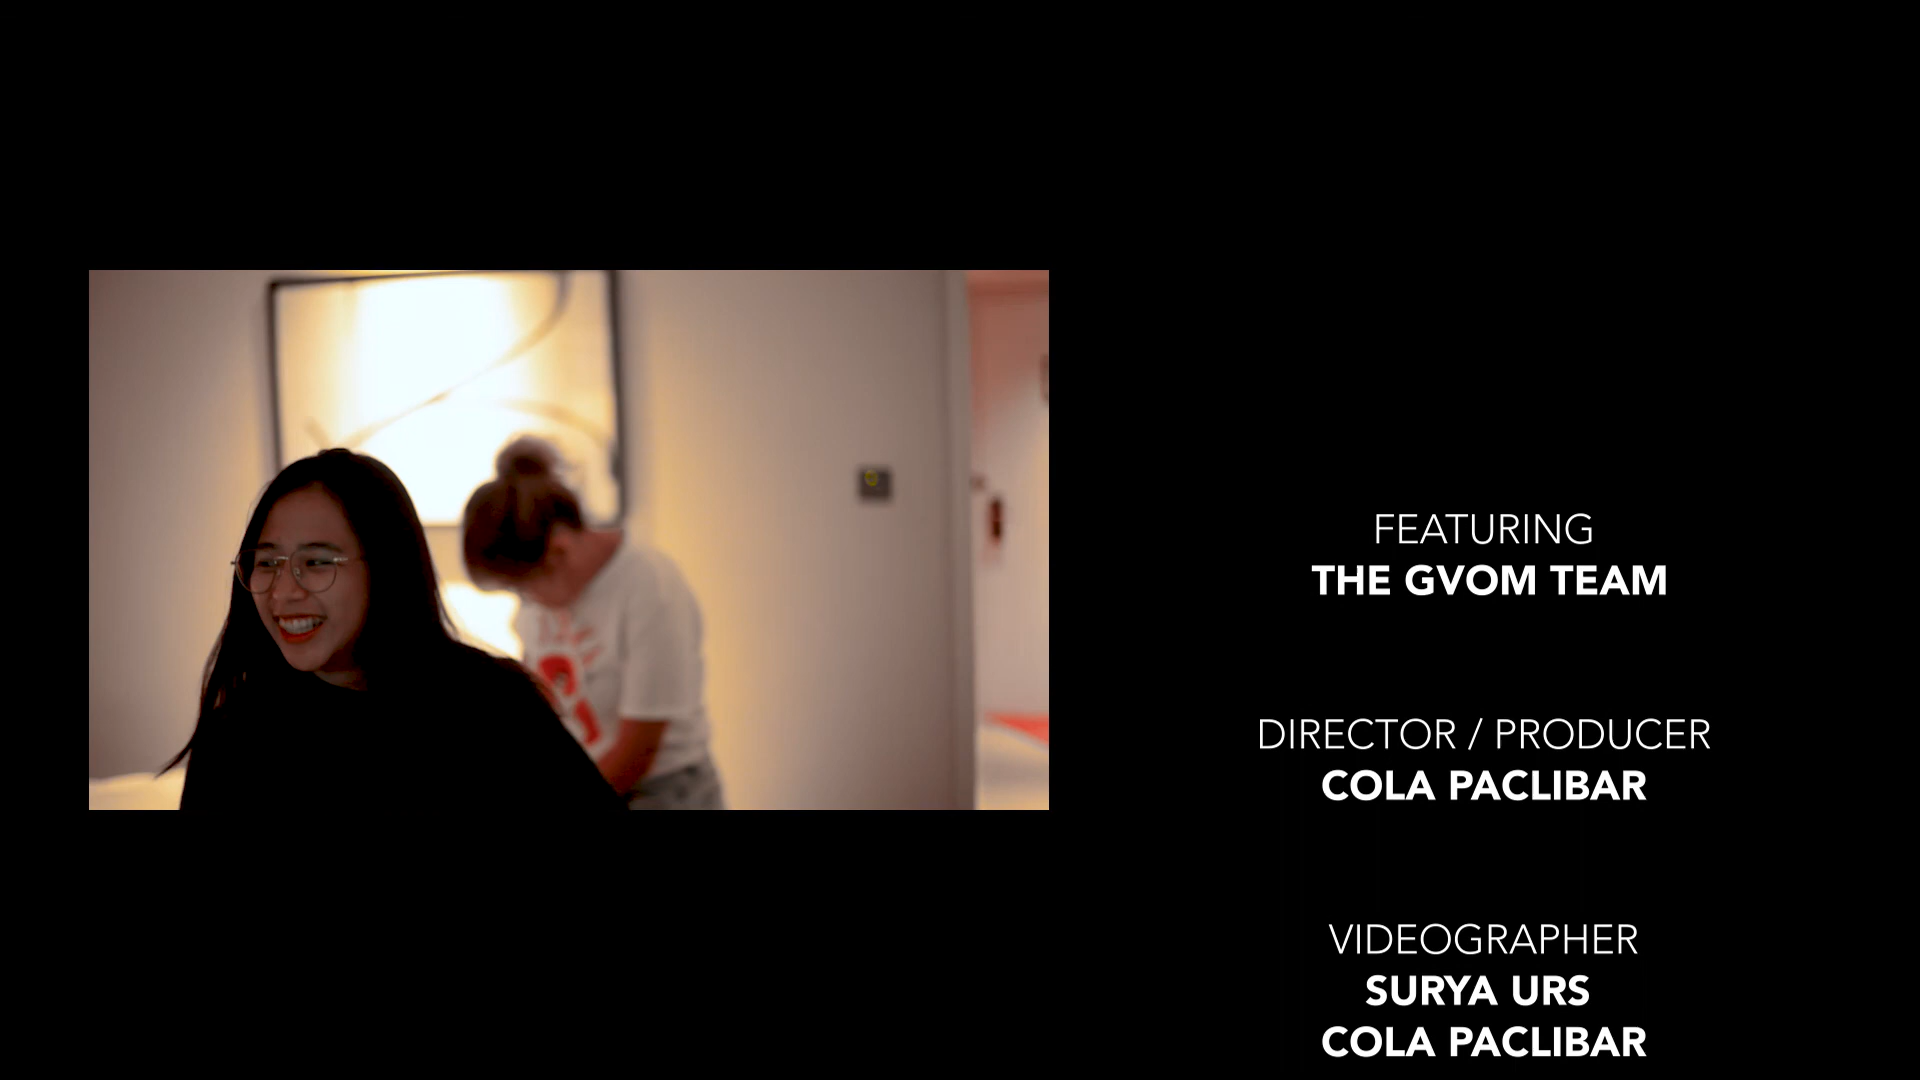 FEATURING
THE GVOM TEAM
DIRECTOR / PRODUCER
COLA PACLIBAR
VIDEOGRAPHER
SURYA URS
COLA PACLIBAR